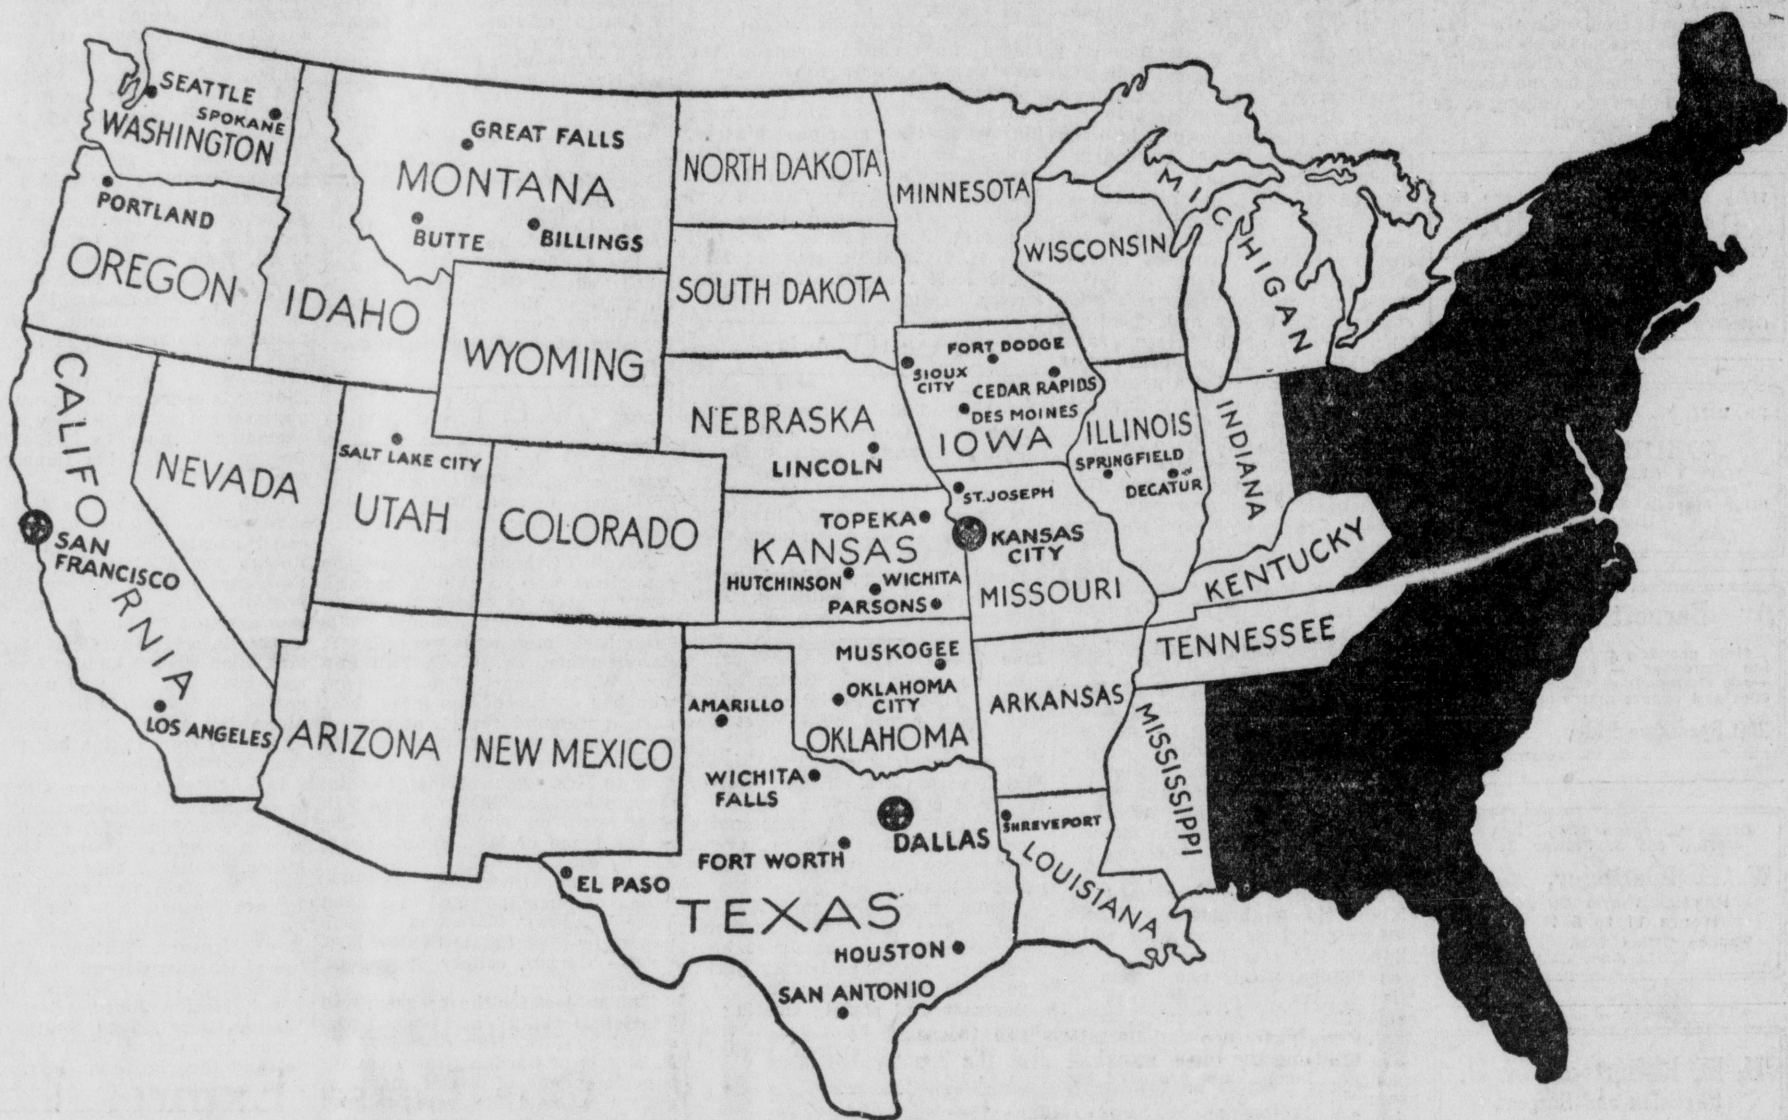 SEATTLE
SPOKANE
WASHINGTON
PORTLAND
OREGON
IDAHO
GREAT FALLS
MONTANA
BUTTE
BILLINGS
WYOMING
NORTH DAKOTA
SOUTH DAKOTA
MINNESOTA
WISCONSIN
MICHIGAN
CALIFORNIA
SAN
FRANCISCO
LOS ANGELES
NEVADA
SALT LAKE CITY
UTAH
COLORADO
NEBRASKA
LINCOLN
FORT DODGE
SIOUX
CITY
CEDAR RAPIDS
DES MOINES
IOWA
ILLINOIS
SPRINGFIELD
DECATUR
INDIANA
TOPEKA
KANSAS
HUTCHINSON
WICHITA
PARSONS
ST. JOSEPH
KANSAS
CITY
MISSOURI
KENTUCKY
TENNESSEE
ARIZONA
NEW MEXICO
MUSKOGEE
OKLAHOMA
CITY
OKLAHOMA
ARKANSAS
MISSISSIPPI
AMARILLO
WICHITA
FALLS
DALLAS
FORT WORTH
EL PASO
TEXAS
HOUSTON
SAN ANTONIO
SHREVEPORT
LOUISIANA